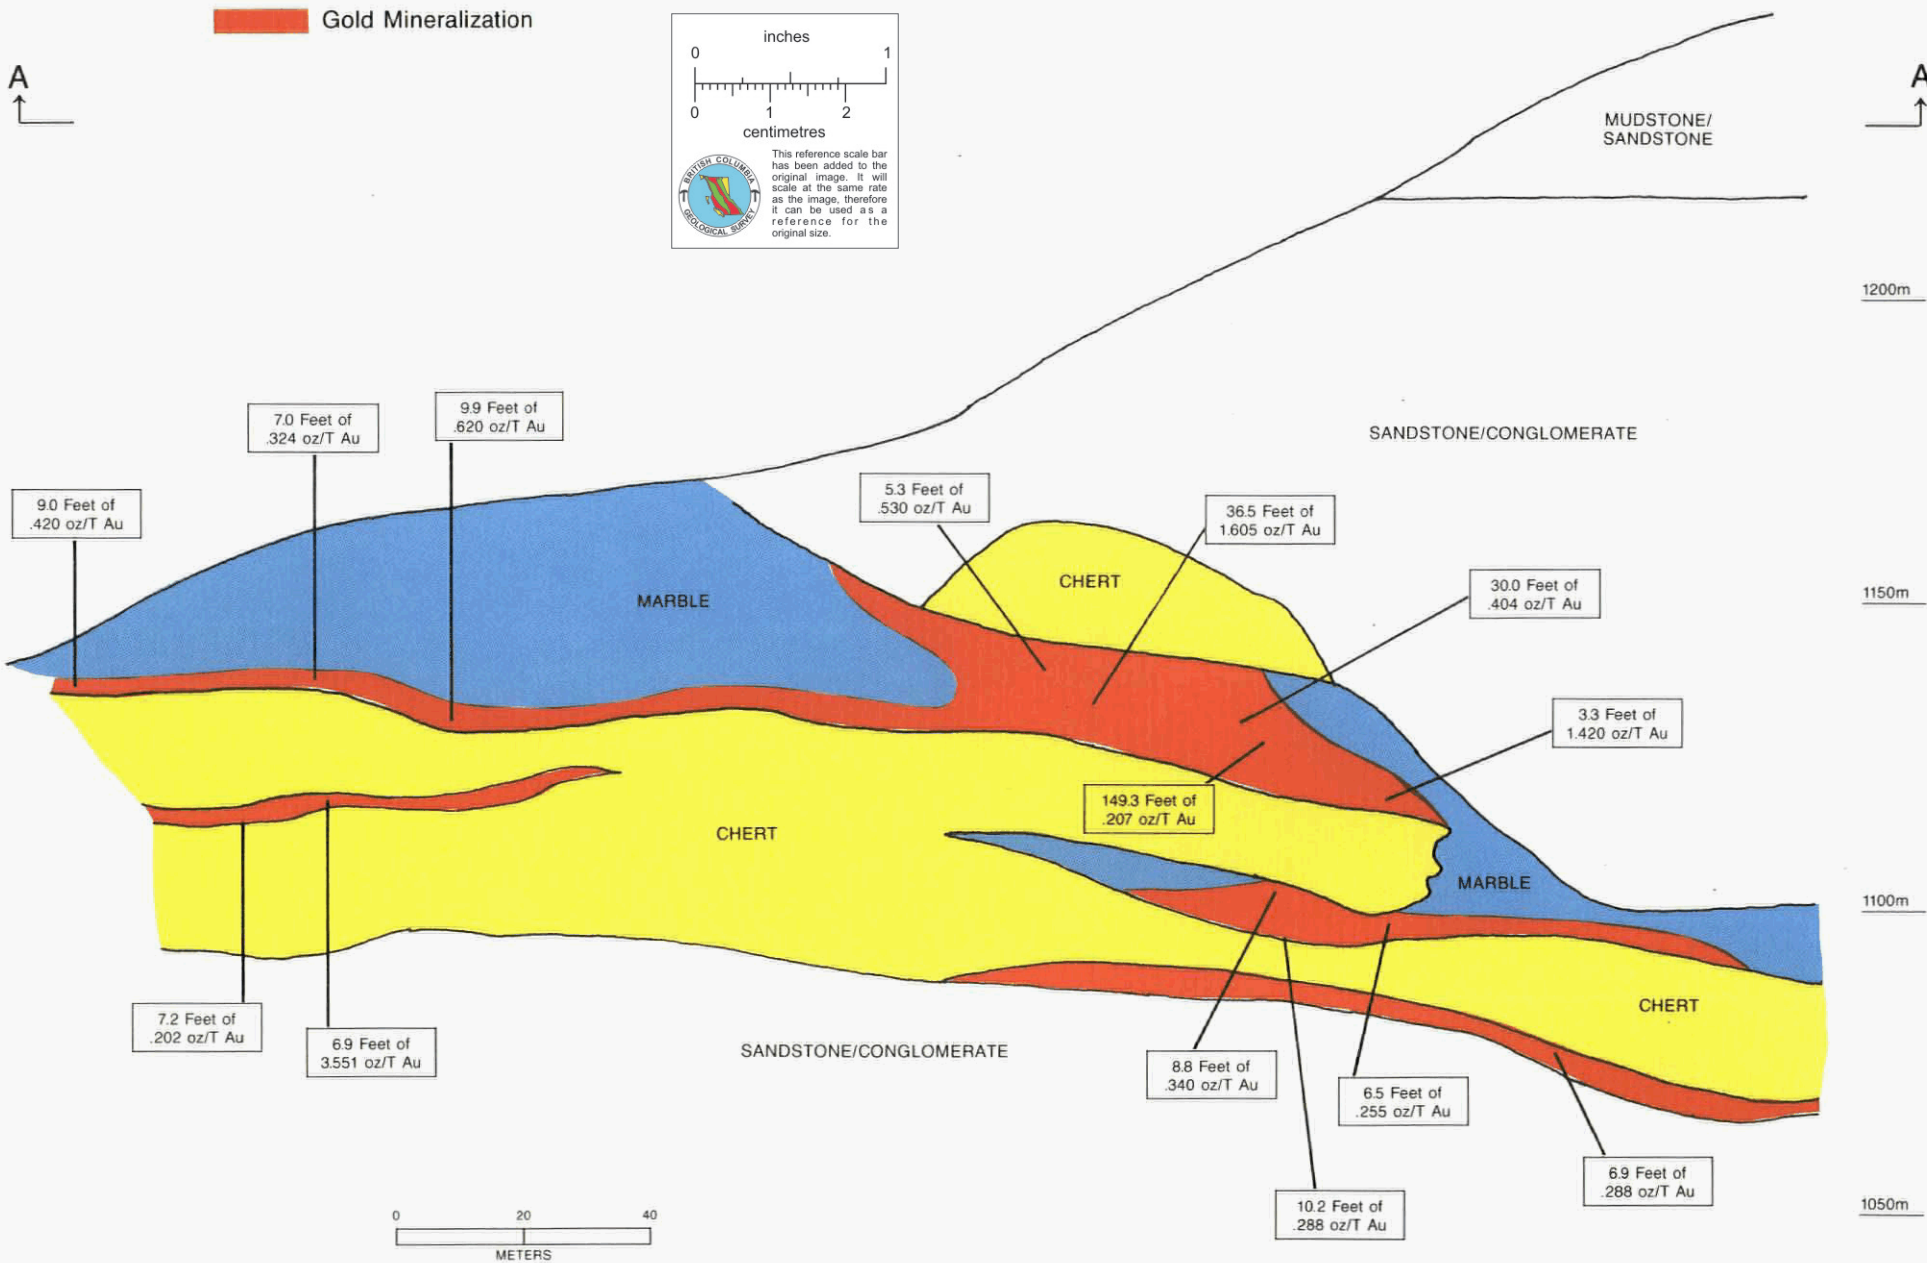 Gold Mineralization
inches
0 1
0 1 2
centimetres
This reference scale bar
has been added to the
original image. It will
scale at the same rate
as the image, therefore
it can be used as a
reference for the
original size.
BRITISH COLUMBIA
GEOLOGICAL SURVEY
A
A
MUDSTONE/
SANDSTONE
1200m
SANDSTONE/CONGLOMERATE
7.0 Feet of
.324 oz/T Au
9.9 Feet of
.620 oz/T Au
9.0 Feet of
.420 oz/T Au
5.3 Feet of
.530 oz/T Au
36.5 Feet of
1.605 oz/T Au
CHERT
30.0 Feet of
.404 oz/T Au
1150m
MARBLE
3.3 Feet of
1.420 oz/T Au
149.3 Feet of
.207 oz/T Au
CHERT
MARBLE
1100m
CHERT
7.2 Feet of
.202 oz/T Au
6.9 Feet of
3.551 oz/T Au
SANDSTONE/CONGLOMERATE
8.8 Feet of
.340 oz/T Au
6.5 Feet of
.255 oz/T Au
6.9 Feet of
.288 oz/T Au
10.2 Feet of
.288 oz/T Au
1050m
0 20 40
METERS